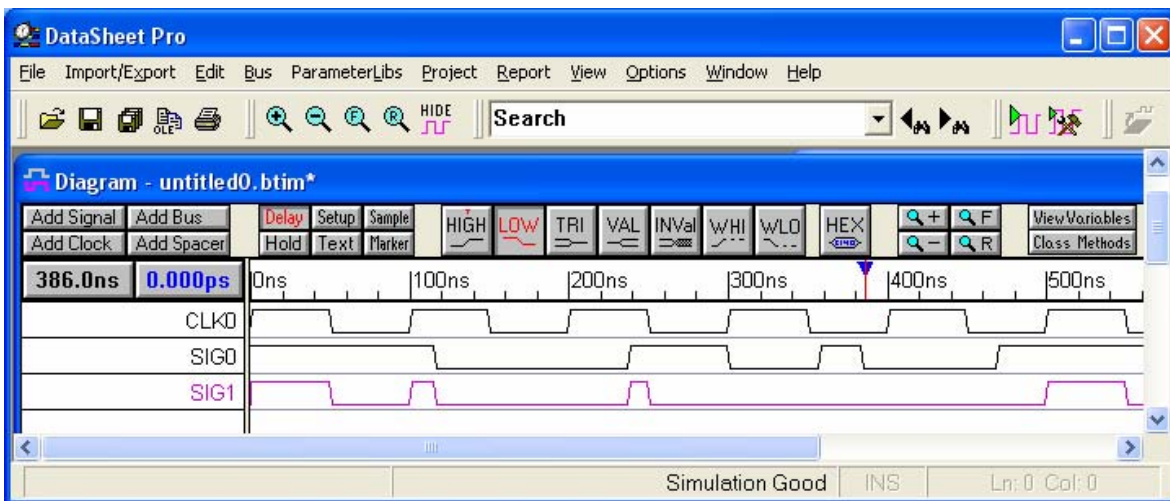 DataSheet Pro
File Import/Export Edit Bus ParameterLibs Project Report View Options Window Help
OLE HIDE Search
Diagram - untitled0.btim*
Add Signal Add Bus Delay Setup Sample HIGH LOW TRI VAL INVal WHI WLO HEX + F View Variables
Add Clock Add Spacer Hold Text Marker - R Class Methods
386.0ns 0.000ps 0ns 100ns 200ns 300ns 400ns 500ns
CLK0
SIG0
SIG1
Simulation Good INS Ln: 0 Col: 0